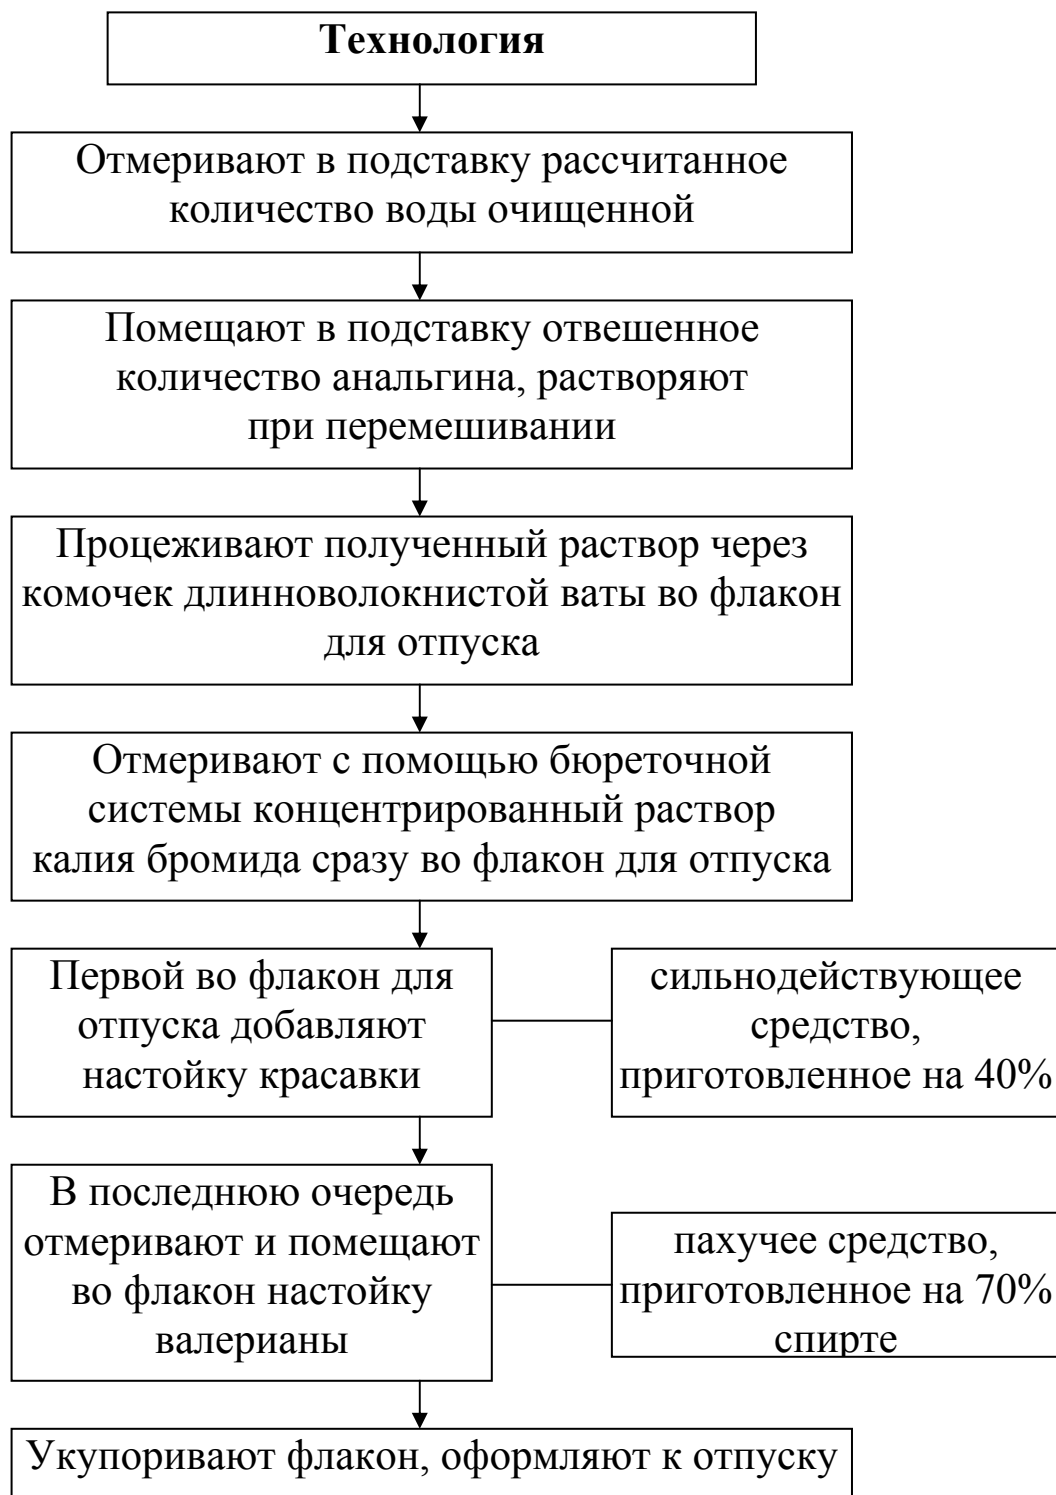 Технология
Отмеривают в подставку рассчитанное
количество воды очищенной
Помещают в подставку отвешенное
количество анальгина, растворяют
при перемешивании
Процеживают полученный раствор через
комочек длинноволокнистой ваты во флакон
для отпуска
Отмеривают с помощью бюреточной
системы концентрированный раствор
калия бромида сразу во флакон для отпуска
Первой во флакон для
отпуска добавляют
настойку красавки
сильнодействующее
средство,
приготовленное на 40%
В последнюю очередь
отмеривают и помещают
во флакон настойку
валерианы
пахучее средство,
приготовленное на 70%
спирте
Укупоривают флакон, оформляют к отпуску